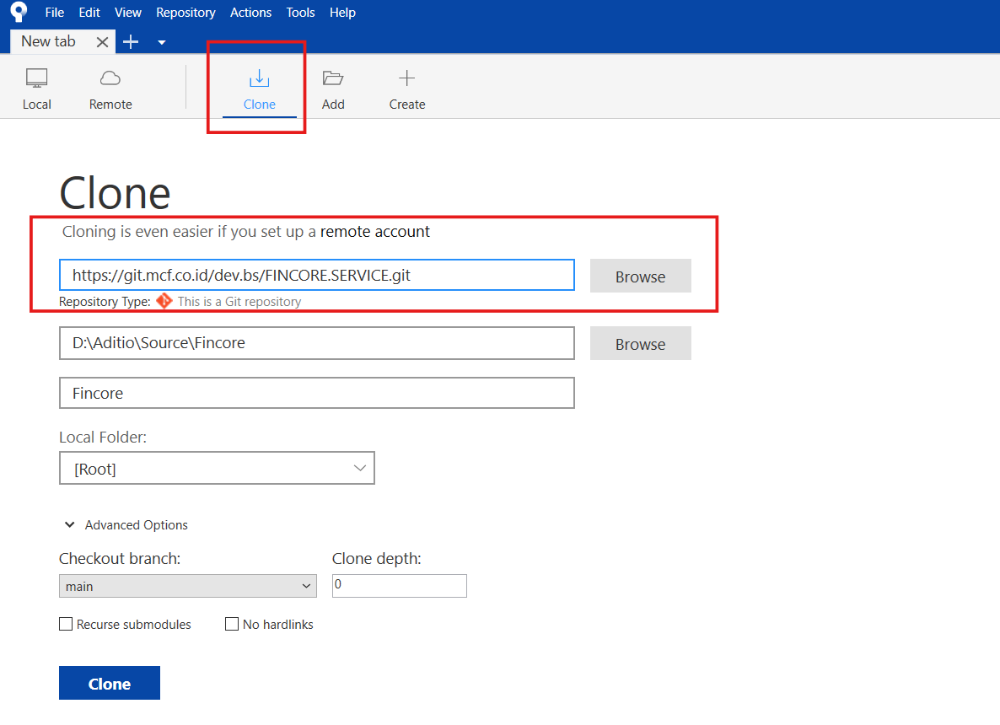 File Edit View Repository Actions Tools Help
New tab
Local Remote Clone Add Create
Clone
Cloning is even easier if you set up a remote account
https://git.mcf.co.id/dev.bs/FINCORE.SERVICE.git Browse
Repository Type: This is a Git repository
D:\Aditio\Source\Fincore Browse
Fincore
Local Folder:
[Root]
Advanced Options
Checkout branch: Clone depth:
main 0
Recurse submodules No hardlinks
Clone